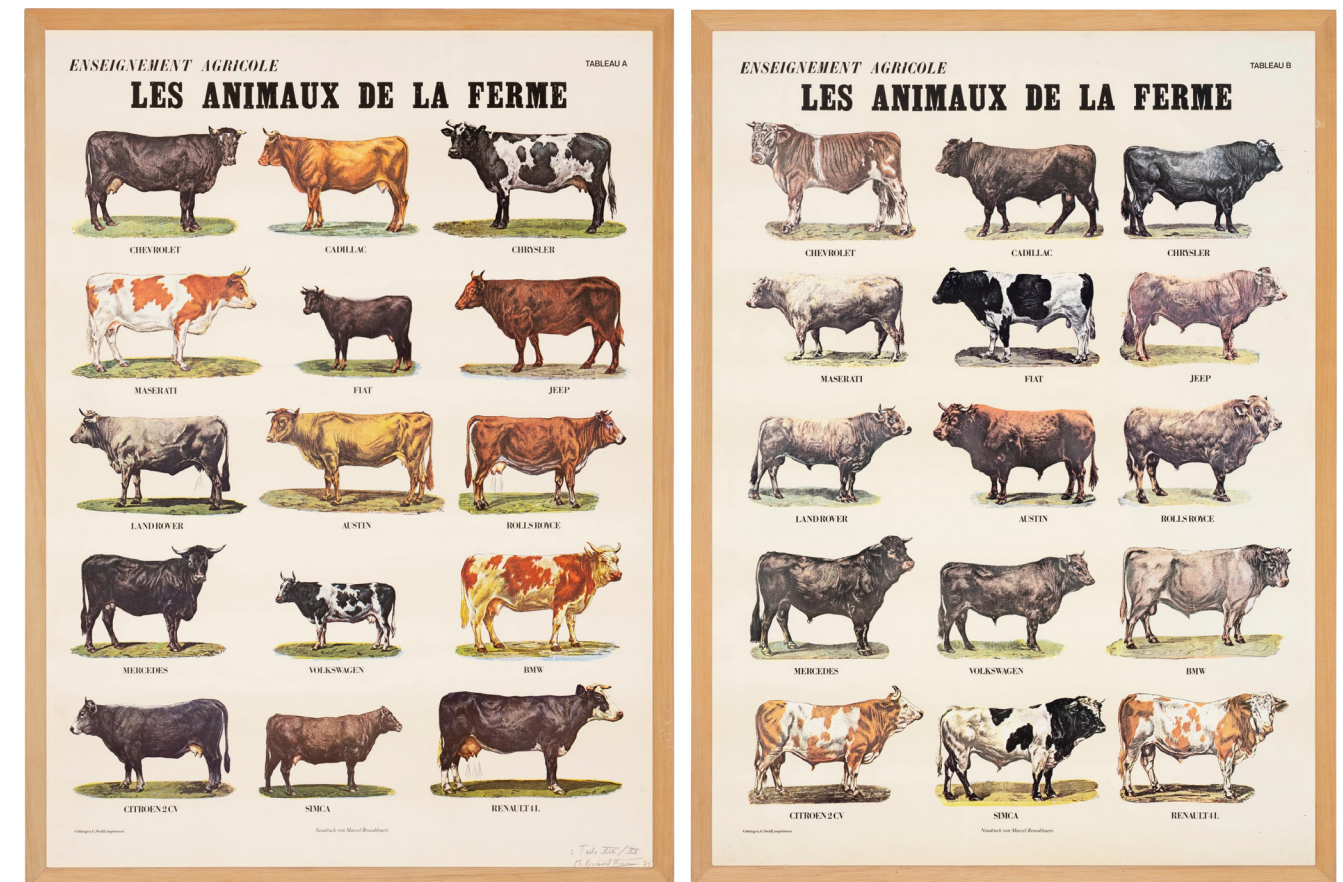 ENSEIGNEMENT AGRICOLE
TABLEAU A
LES ANIMAUX DE LA FERME
CHEVROLET
CADILLAC
CHRYSLER
MASERATI
FIAT
JEEP
LANDROVER
AUSTIN
ROLLS ROYCE
MERCEDES
VOLKSWAGEN
BMW
CITROEN 2 CV
SIMCA
RENAULT 4 L
Neudruck von Marcel Broodthaers
ENSEIGNEMENT AGRICOLE
TABLEAU B
LES ANIMAUX DE LA FERME
CHEVROLET
CADILLAC
CHRYSLER
MASERATI
FIAT
JEEP
LANDROVER
AUSTIN
ROLLS ROYCE
MERCEDES
VOLKSWAGEN
BMW
CITROEN 2 CV
SIMCA
RENAULT 4 L
Neudruck von Marcel Broodthaers